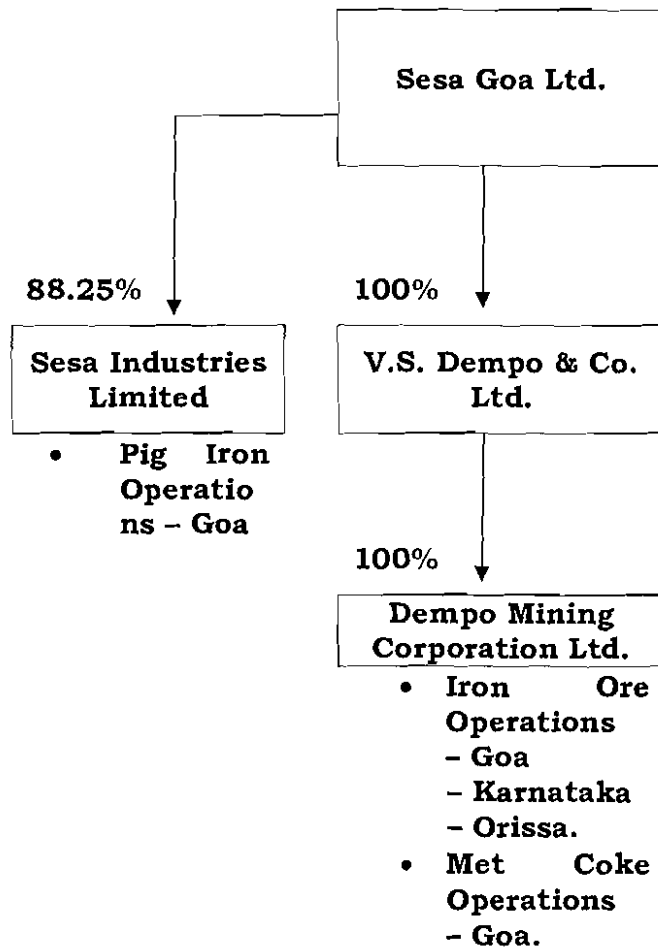 Sesa Goa Ltd.
88.25%
100%
Sesa Industries
Limited
V.S. Dempo & Co.
Ltd.
• Pig Iron
Operatio
ns – Goa
100%
Dempo Mining
Corporation Ltd.
• Iron Ore
Operations
– Goa
– Karnataka
– Orissa.
• Met Coke
Operations
– Goa.